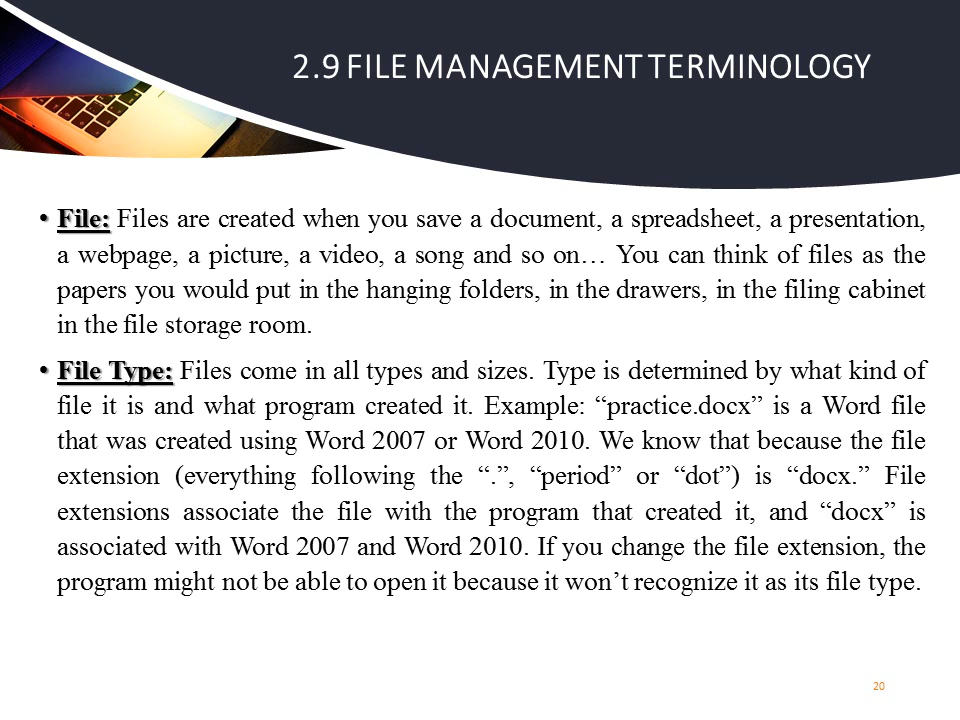 2.9 FILE MANAGEMENT TERMINOLOGY
• File: Files are created when you save a document, a spreadsheet, a presentation,
a webpage, a picture, a video, a song and so on… You can think of files as the
papers you would put in the hanging folders, in the drawers, in the filing cabinet
in the file storage room.
• File Type: Files come in all types and sizes. Type is determined by what kind of
file it is and what program created it. Example: “practice.docx” is a Word file
that was created using Word 2007 or Word 2010. We know that because the file
extension (everything following the “.”, “period” or “dot”) is “docx.” File
extensions associate the file with the program that created it, and “docx” is
associated with Word 2007 and Word 2010. If you change the file extension, the
program might not be able to open it because it won’t recognize it as its file type.
20